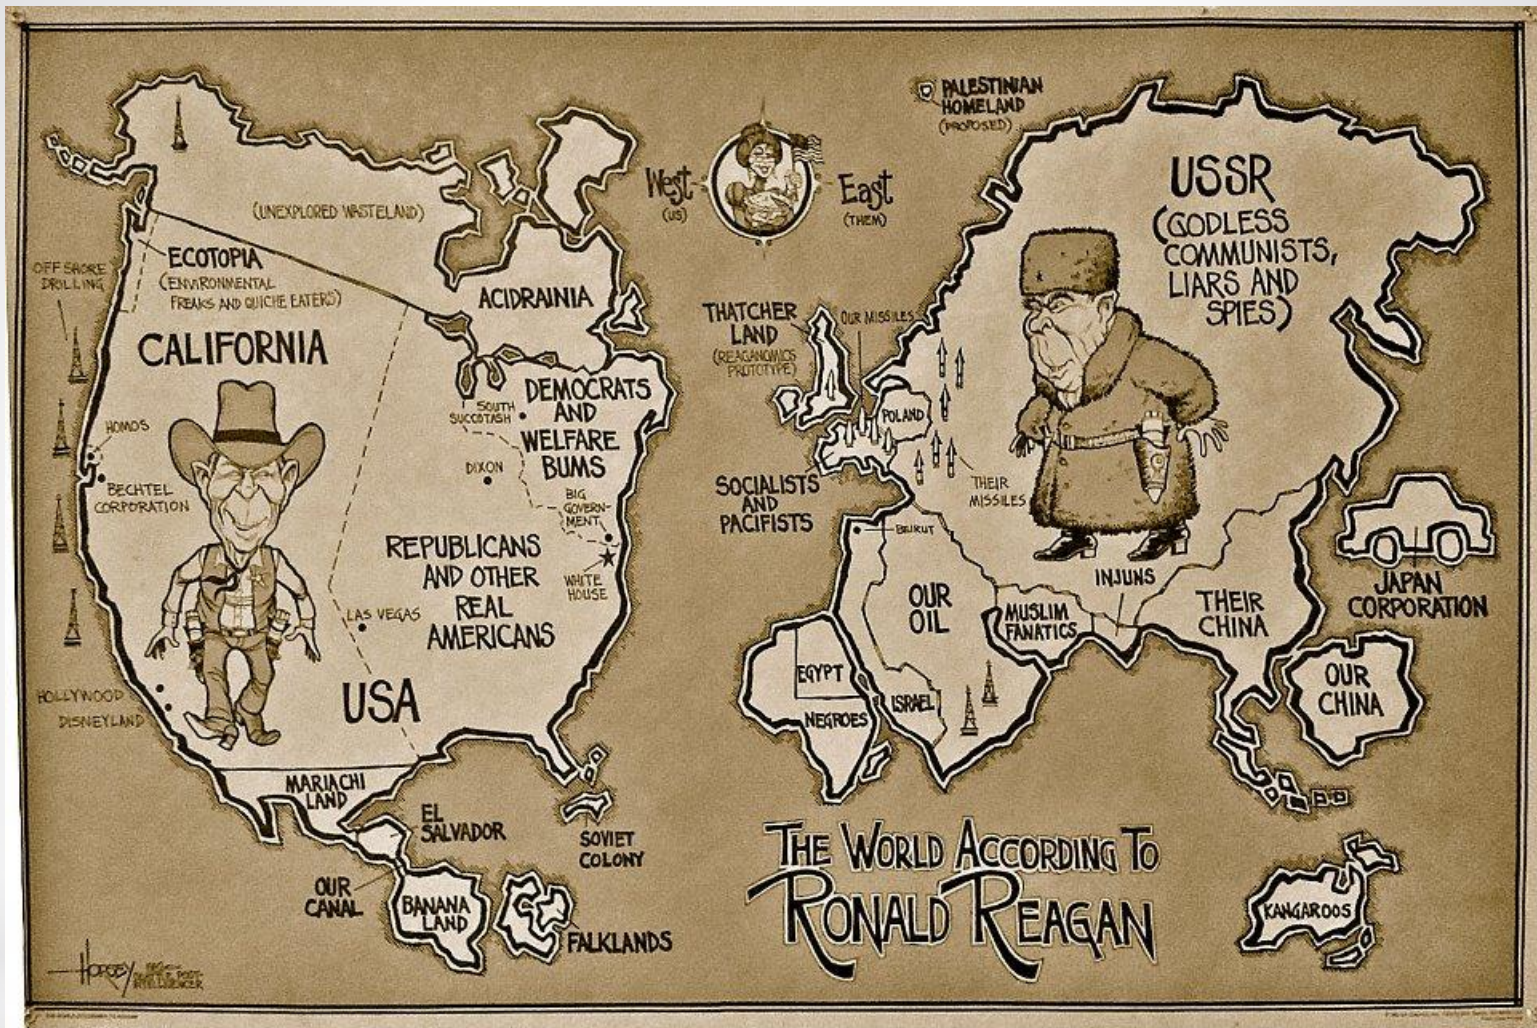 PALESTINIAN
HOMELAND
(PROPOSED)
USSR
(GODLESS
COMMUNISTS,
LIARS AND
SPIES)
West
(US)
East
(THEM)
(UNEXPLORED WASTELAND)
ECOTOPIA
(ENVIRONMENTAL
FREAKS AND QUICHE EATERS)
OFF SHORE
DRILLING
ACIDRAINIA
CALIFORNIA
THATCHER
LAND
(REAGANOMICS
PROTOTYPE)
OUR MISSILES
DEMOCRATS
AND
WELFARE
BUMS
SOUTH
SUCCOTASH
POLAND
HOMOS
DIXON
BECHTEL
CORPORATION
BIG
GOVERN-
MENT
SOCIALISTS
AND
PACIFISTS
THEIR
MISSILES
BEIRUT
REPUBLICANS
AND OTHER
REAL
AMERICANS
WHITE
HOUSE
LAS VEGAS
OUR
OIL
MUSLIM
FANATICS
INJUNS
THEIR
CHINA
JAPAN
CORPORATION
EGYPT
ISRAEL
NEGROES
OUR
CHINA
HOLLYWOOD
DISNEYLAND
USA
MARIACHI
LAND
EL
SALVADOR
SOVIET
COLONY
OUR
CANAL
BANANA
LAND
FALKLANDS
THE WORLD ACCORDING TO
RONALD REAGAN
KANGAROOS
HORSEY